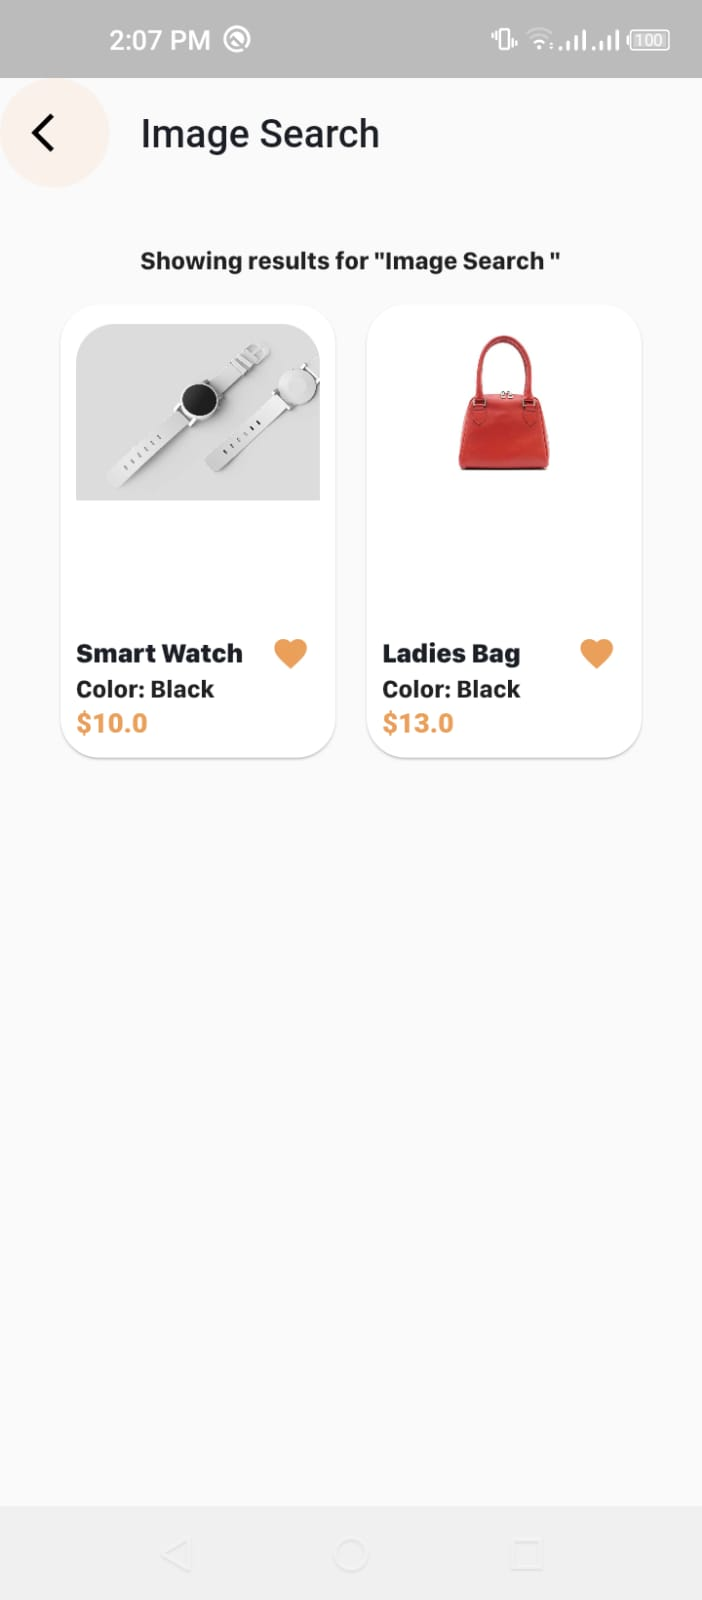 2:07 PM 100
Image Search
Showing results for "Image Search "
Smart Watch
Color: Black
$10.0
Ladies Bag
Color: Black
$13.0